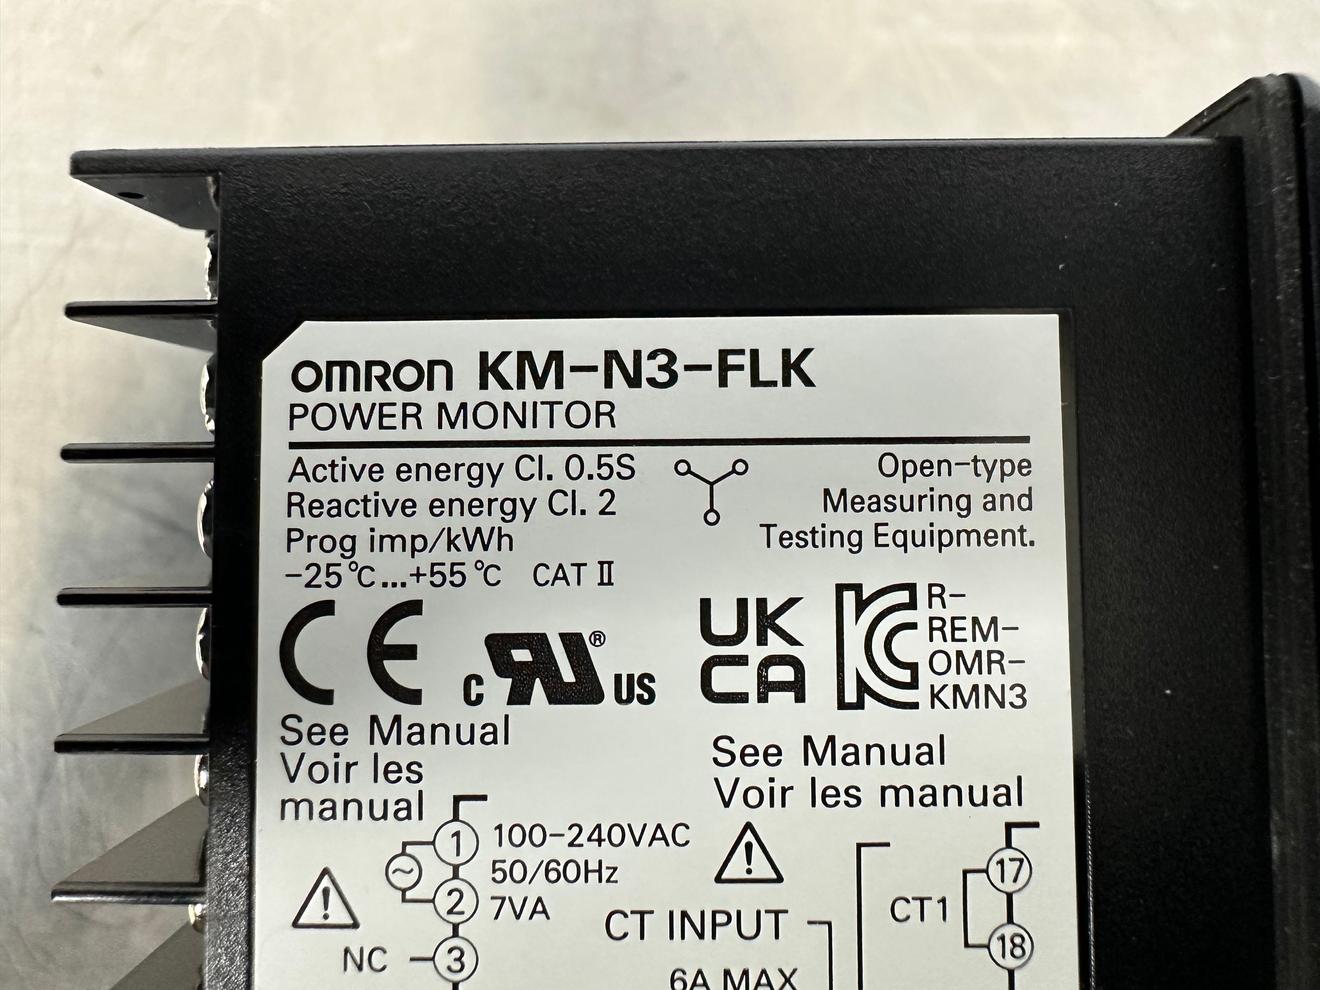 omron KM-N3-FLK
POWER MONITOR
Active energy Cl. 0.5S
Reactive energy Cl. 2
Prog imp/kWh
-25℃...+55℃ CAT Ⅱ
Open-type
Measuring and
Testing Equipment.
CE
c RU ® US
UK
CA
KC
R-
REM-
OMR-
KMN3
See Manual
Voir les
manual
See Manual
Voir les manual
1 100-240VAC
50/60Hz
2 7VA
NC 3
CT INPUT
6A MAX
CT1
17
18